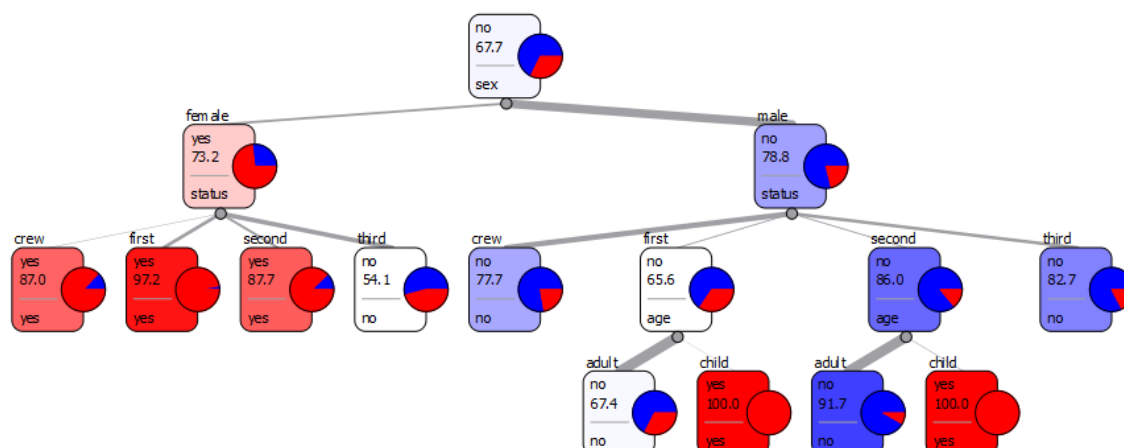 no
67.7
sex
female
male
yes
73.2
status
no
78.8
status
crew
first
second
third
crew
first
second
third
yes
87.0
yes
yes
97.2
yes
yes
87.7
yes
no
54.1
no
no
77.7
no
no
65.6
age
no
86.0
age
no
82.7
no
adult
child
adult
child
no
67.4
no
yes
100.0
yes
no
91.7
no
yes
100.0
yes